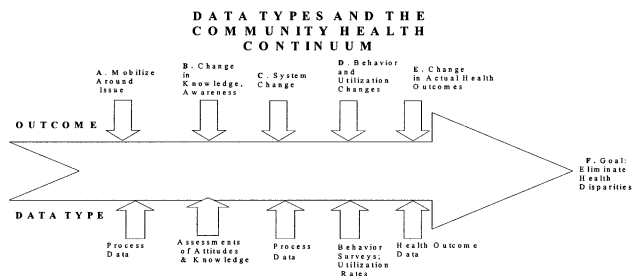 DATA TYPES AND THE
COMMUNITY HEALTH
CONTINUUM
A. Mobilize
Around
Issue
B. Change
in
Knowledge,
Awareness
C. System
Change
D. Behavior
and
Utilization
Changes
E. Change
in Actual Health
Outcomes
OUTCOME
F. Goal:
Eliminate
Health
Disparities
DATA TYPE
Process
Data
Assessments
of Attitudes
& Knowledge
Process
Data
Behavior
Surveys;
Utilization
Rates
Health Outcome
Data